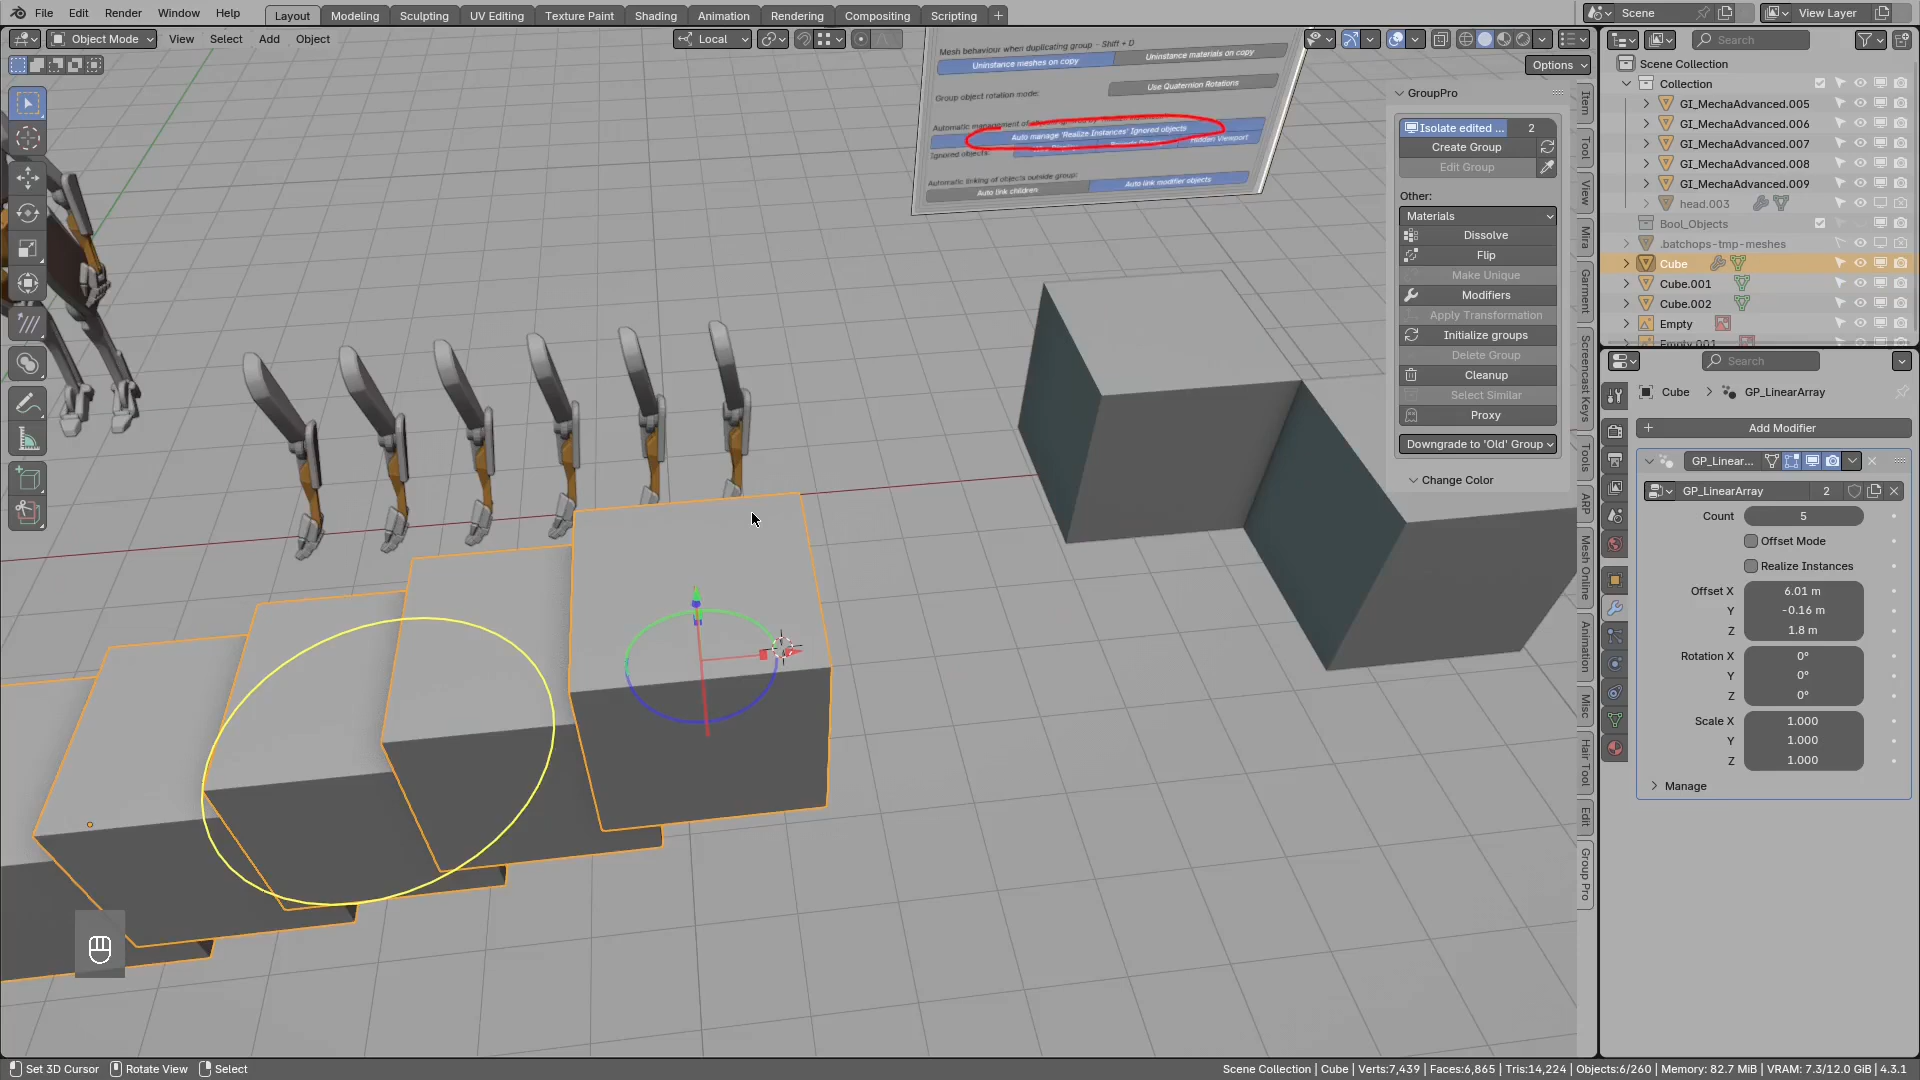 File Edit Render Window Help Layout Modeling Sculpting UV Editing Texture Paint Shading Animation Rendering Compositing Scripting + Scene View Layer
Object Mode View Select Add Object Local Search
Options
Mesh behaviour when duplicating group - Shift + D
Uninstance meshes on copy Uninstance materials on copy
Group object rotation mode: Use Quaternion Rotations
Auto manage 'Realize Instances' Ignored objects
Ignored objects: Hidden Viewport
Automatic linking of objects outside group:
Auto link children Auto link modifier objects
GroupPro
Isolate edited ... 2
Create Group
Edit Group
Other:
Materials
Dissolve
Flip
Make Unique
Modifiers
Apply Transformation
Initialize groups
Delete Group
Cleanup
Select Similar
Proxy
Downgrade to 'Old' Group
Change Color
Item
Tool
View
Mira
Garment
Screencast Keys
Tools
ARP
Mesh Online
Animation
Misc
Hair Tool
Edit
Group Pro
Scene Collection
Collection
GI_MechaAdvanced.005
GI_MechaAdvanced.006
GI_MechaAdvanced.007
GI_MechaAdvanced.008
GI_MechaAdvanced.009
head.003
Bool_Objects
.batchops-tmp-meshes
Cube
Cube.001
Cube.002
Empty
Empty.001
Search
Cube GP_LinearArray
+ Add Modifier
GP_Linear...
GP_LinearArray 2
Count 5
Offset Mode
Realize Instances
Offset X 6.01 m
Y -0.16 m
Z 1.8 m
Rotation X 0°
Y 0°
Z 0°
Scale X 1.000
Y 1.000
Z 1.000
Manage
Set 3D Cursor Rotate View Select Scene Collection | Cube | Verts:7,439 | Faces:6,865 | Tris:14,224 | Objects:6/260 | Memory: 82.7 MiB | VRAM: 7.3/12.0 GiB | 4.3.1